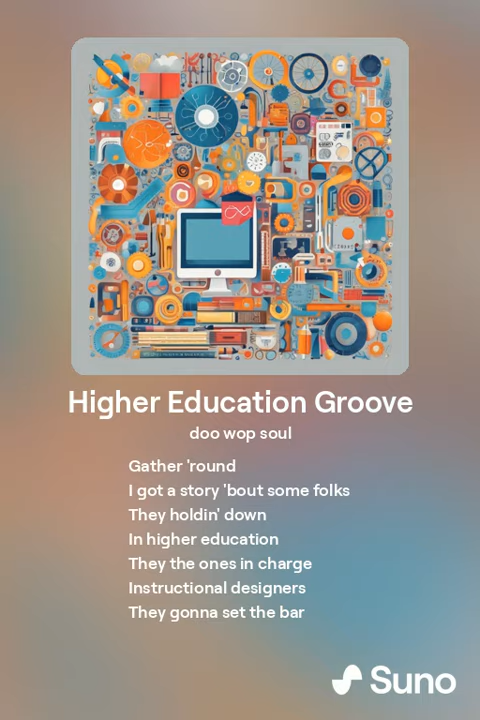 Higher Education Groove
doo wop soul
Gather 'round
I got a story 'bout some folks
They holdin' down
In higher education
They the ones in charge
Instructional designers
They gonna set the bar
Suno